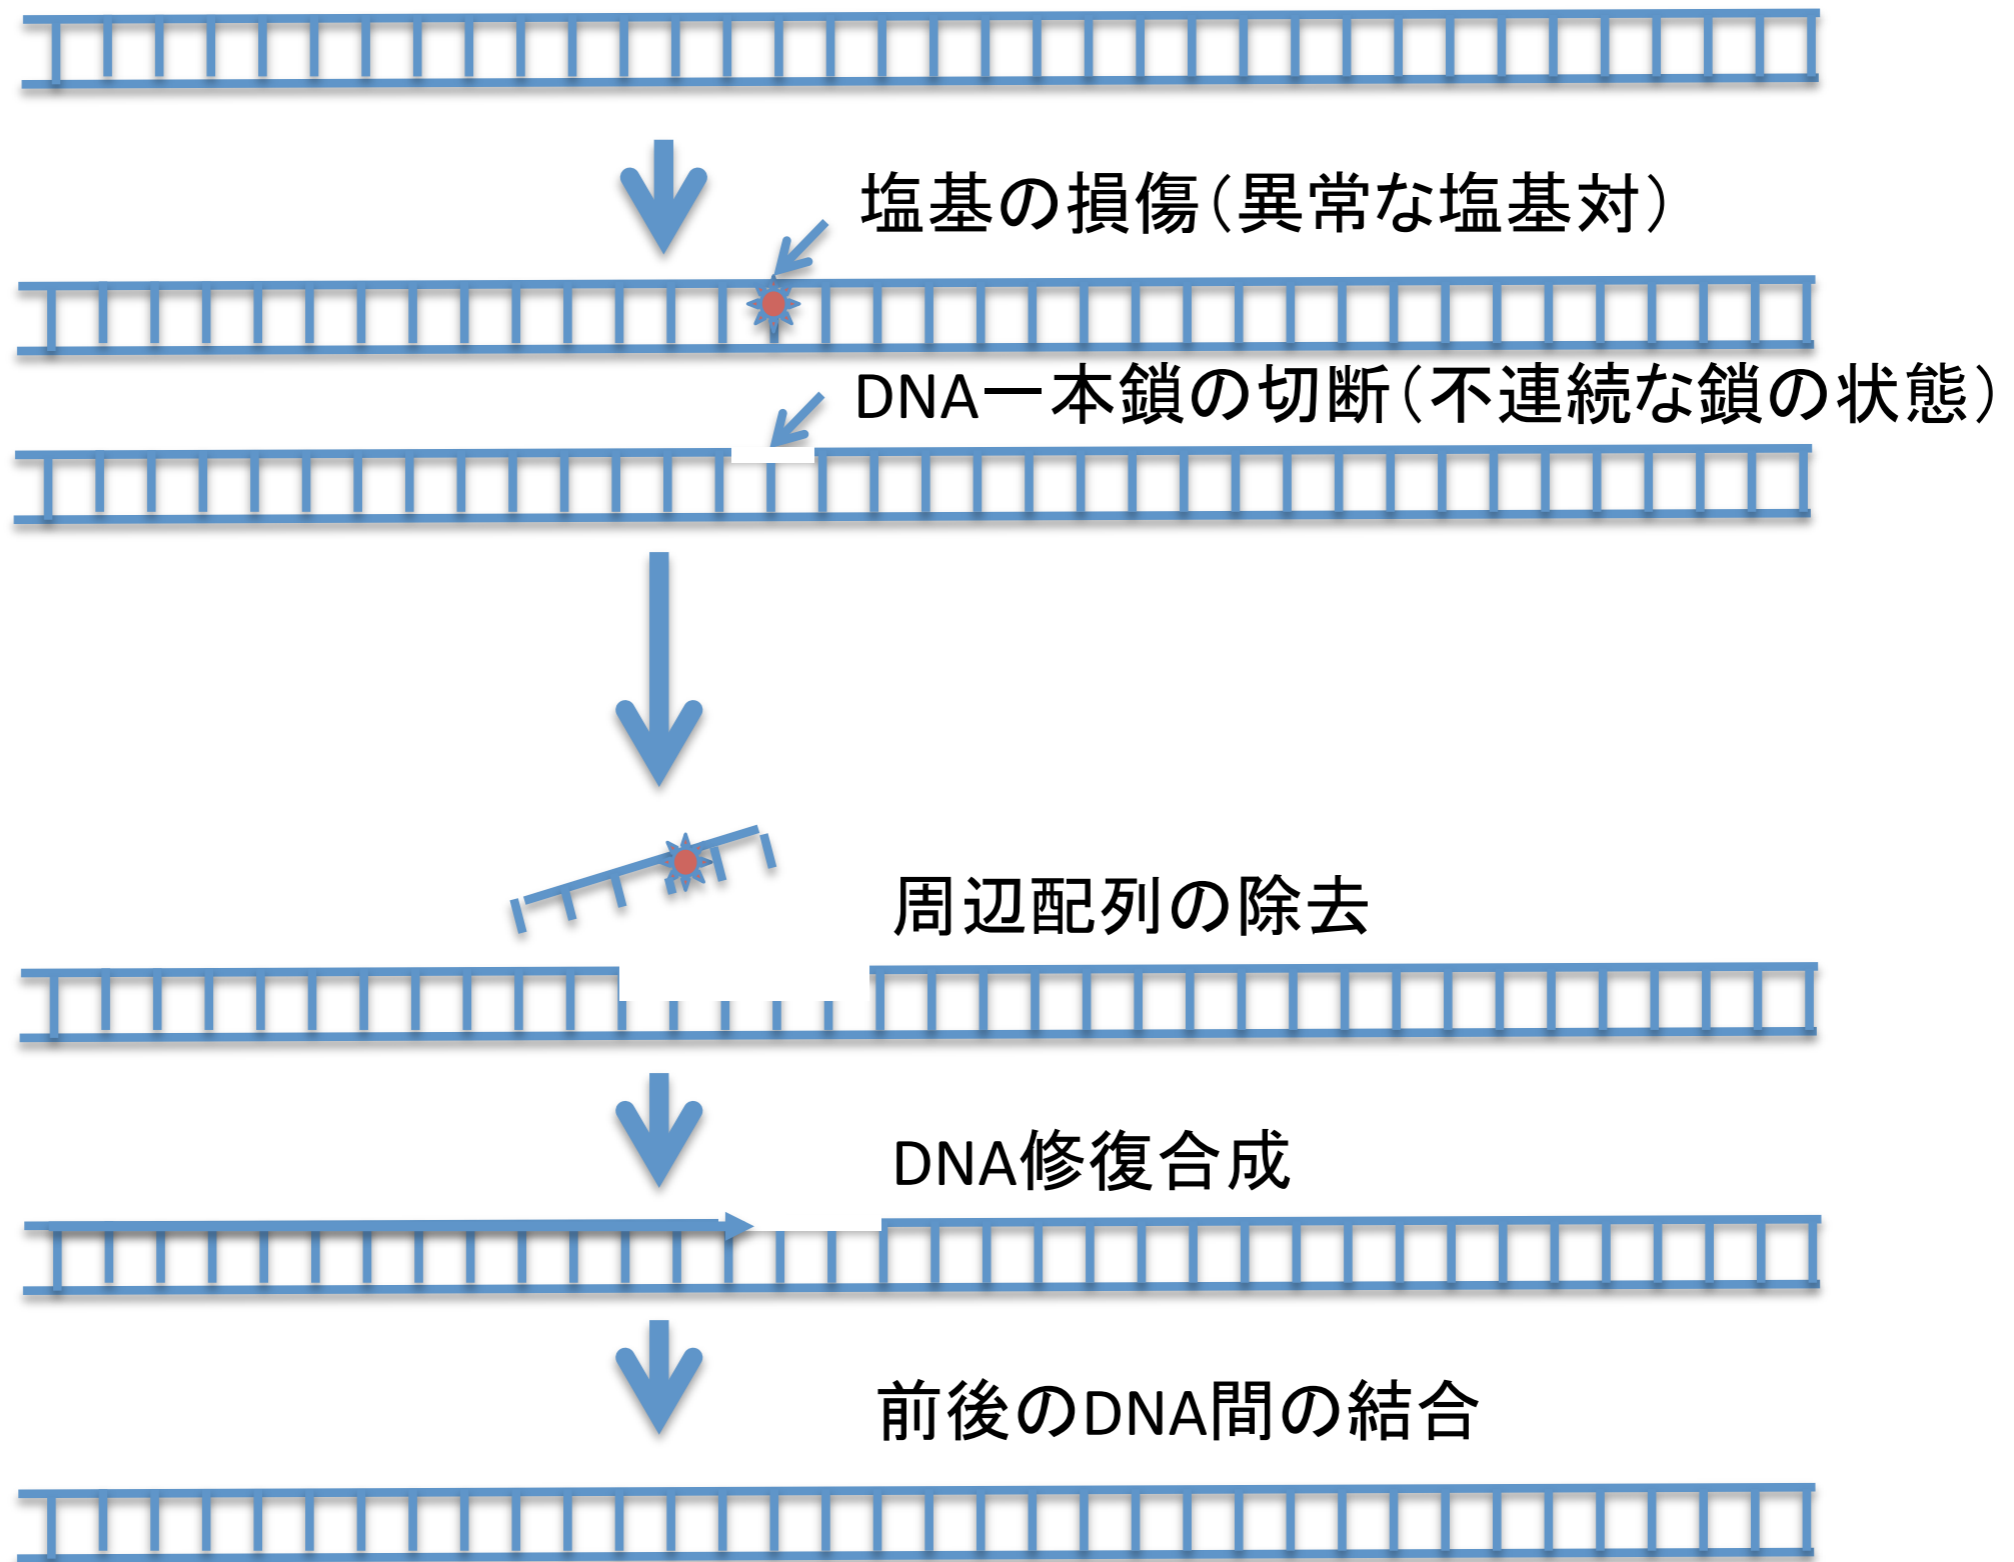 塩基の損傷（異常な塩基対）
DNA一本鎖の切断（不連続な鎖の状態）
周辺配列の除去
DNA修復合成
前後のDNA間の結合